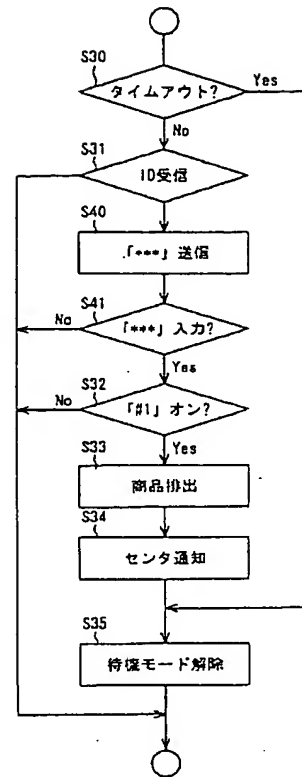 S30
タイムアウト?
Yes
No
S31
ID受信
S40
「***」送信
S41
「***」入力?
No
Yes
S32
「#1」オン?
No
Yes
S33
商品排出
S34
センタ通知
S35
待機モード解除